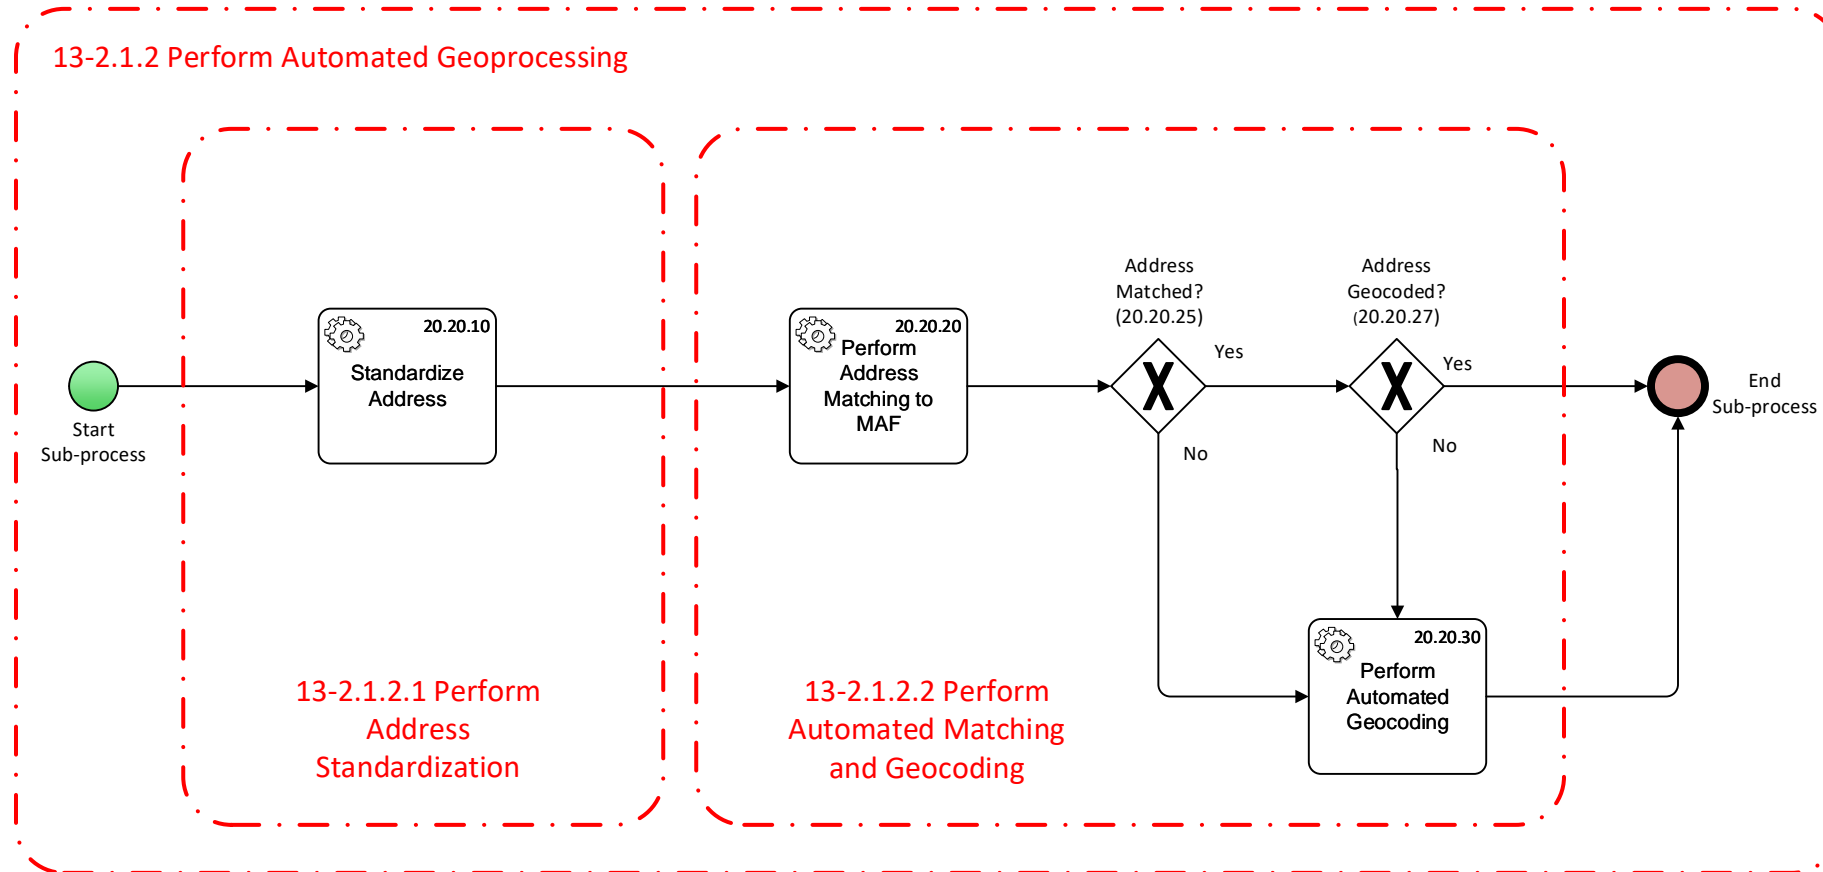 13-2.1.2 Perform Automated Geoprocessing
Start
Sub-process
20.20.10
Standardize
Address
13-2.1.2.1 Perform
Address
Standardization
20.20.20
Perform
Address
Matching to
MAF
13-2.1.2.2 Perform
Automated Matching
and Geocoding
Address
Matched?
(20.20.25)
Yes
No
Address
Geocoded?
(20.20.27)
Yes
No
20.20.30
Perform
Automated
Geocoding
End
Sub-process